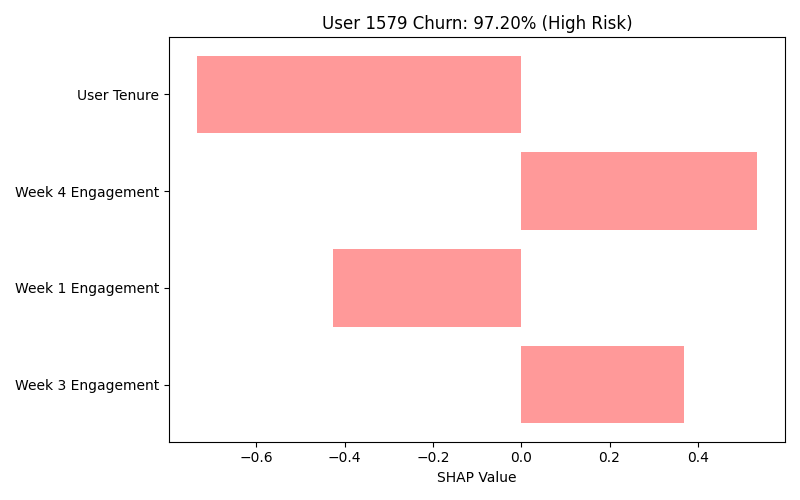 User 1579 Churn: 97.20% (High Risk)
User Tenure
Week 4 Engagement
Week 1 Engagement
Week 3 Engagement
−0.6 −0.4 −0.2 0.0 0.2 0.4
SHAP Value